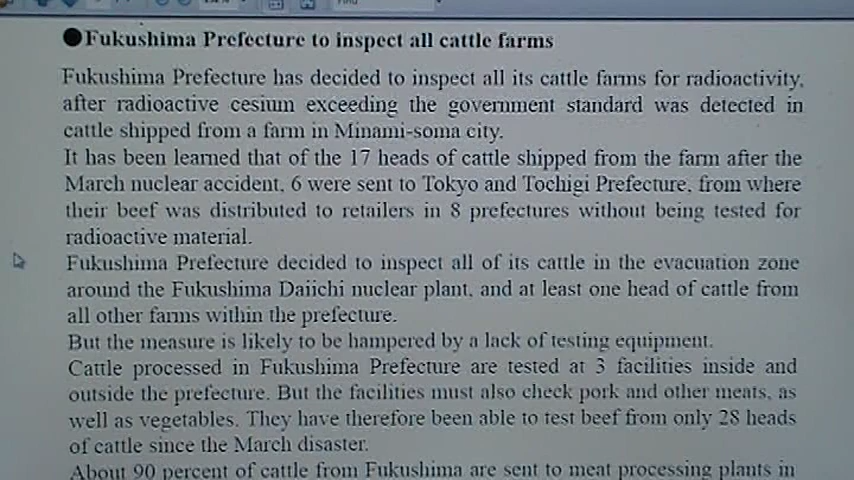 ●Fukushima Prefecture to inspect all cattle farms
Fukushima Prefecture has decided to inspect all its cattle farms for radioactivity,
after radioactive cesium exceeding the government standard was detected in
cattle shipped from a farm in Minami-soma city.
It has been learned that of the 17 heads of cattle shipped from the farm after the
March nuclear accident, 6 were sent to Tokyo and Tochigi Prefecture, from where
their beef was distributed to retailers in 8 prefectures without being tested for
radioactive material.
Fukushima Prefecture decided to inspect all of its cattle in the evacuation zone
around the Fukushima Daiichi nuclear plant, and at least one head of cattle from
all other farms within the prefecture.
But the measure is likely to be hampered by a lack of testing equipment.
Cattle processed in Fukushima Prefecture are tested at 3 facilities inside and
outside the prefecture. But the facilities must also check pork and other meats, as
well as vegetables. They have therefore been able to test beef from only 28 heads
of cattle since the March disaster.
About 90 percent of cattle from Fukushima are sent to meat processing plants in